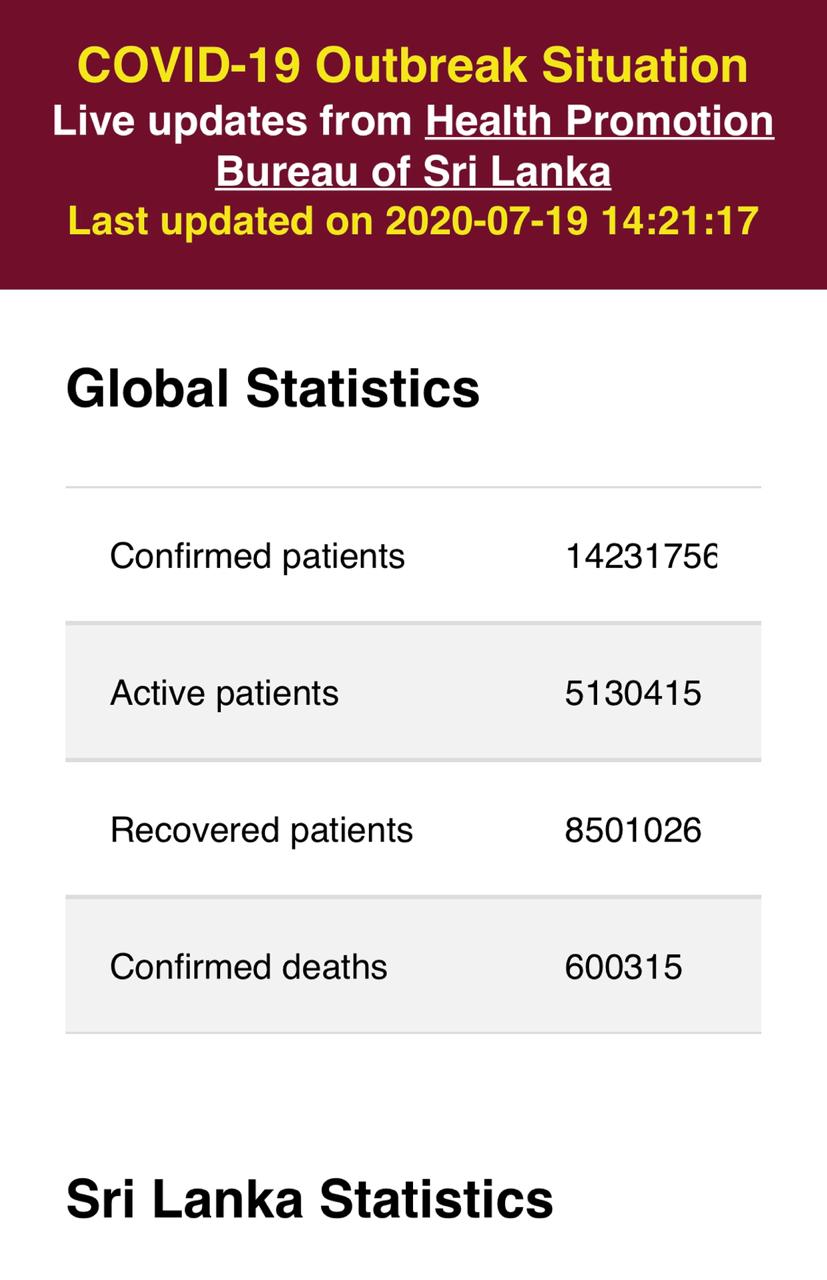 COVID-19 Outbreak Situation
Live updates from Health Promotion
Bureau of Sri Lanka
Last updated on 2020-07-19 14:21:17
Global Statistics
Confirmed patients 14231756
Active patients 5130415
Recovered patients 8501026
Confirmed deaths 600315
Sri Lanka Statistics